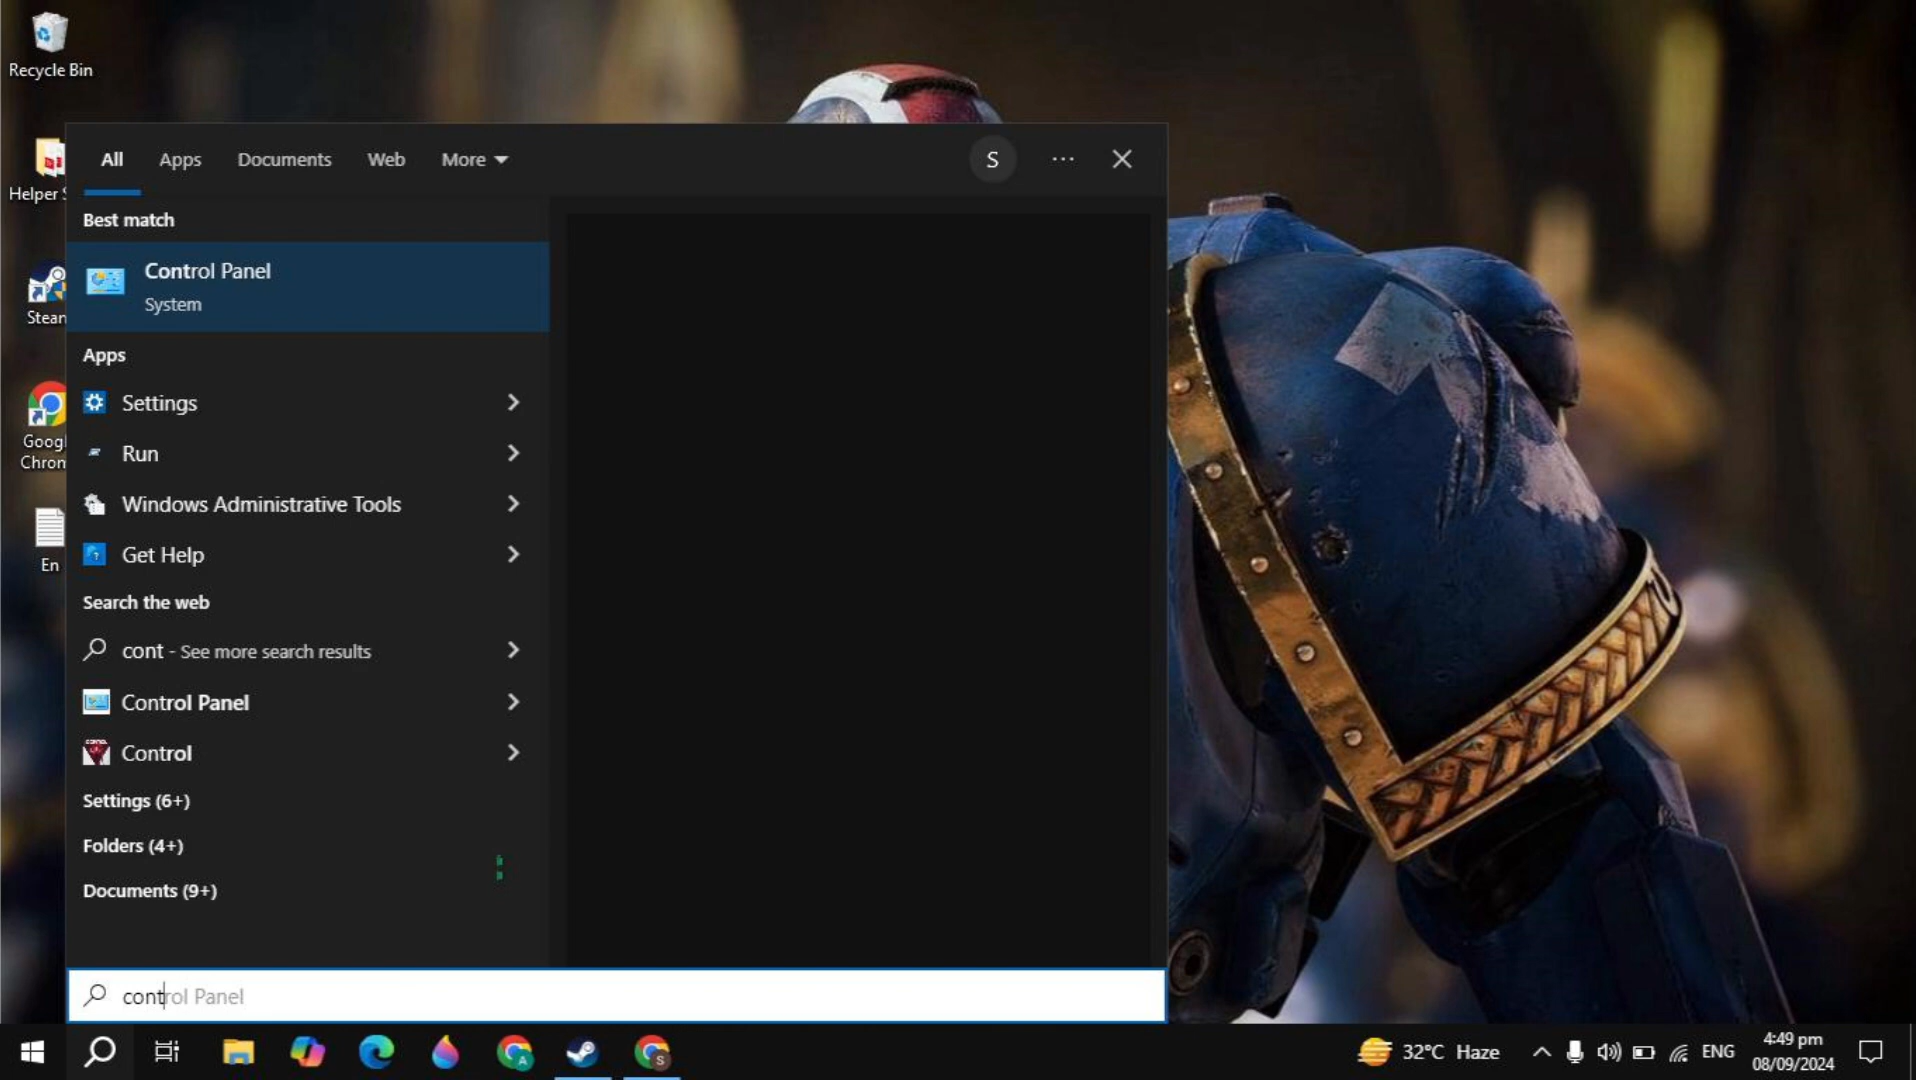 Recycle Bin
Helper S
Stean
Googl
Chrom
En
All Apps Documents Web More
S
Best match
Control Panel
System
Apps
Settings
Run
Windows Administrative Tools
Get Help
Search the web
cont - See more search results
Control Panel
Control
Settings (6+)
Folders (4+)
Documents (9+)
control Panel
A
S
32°C Haze
ENG
4:49 pm
08/09/2024